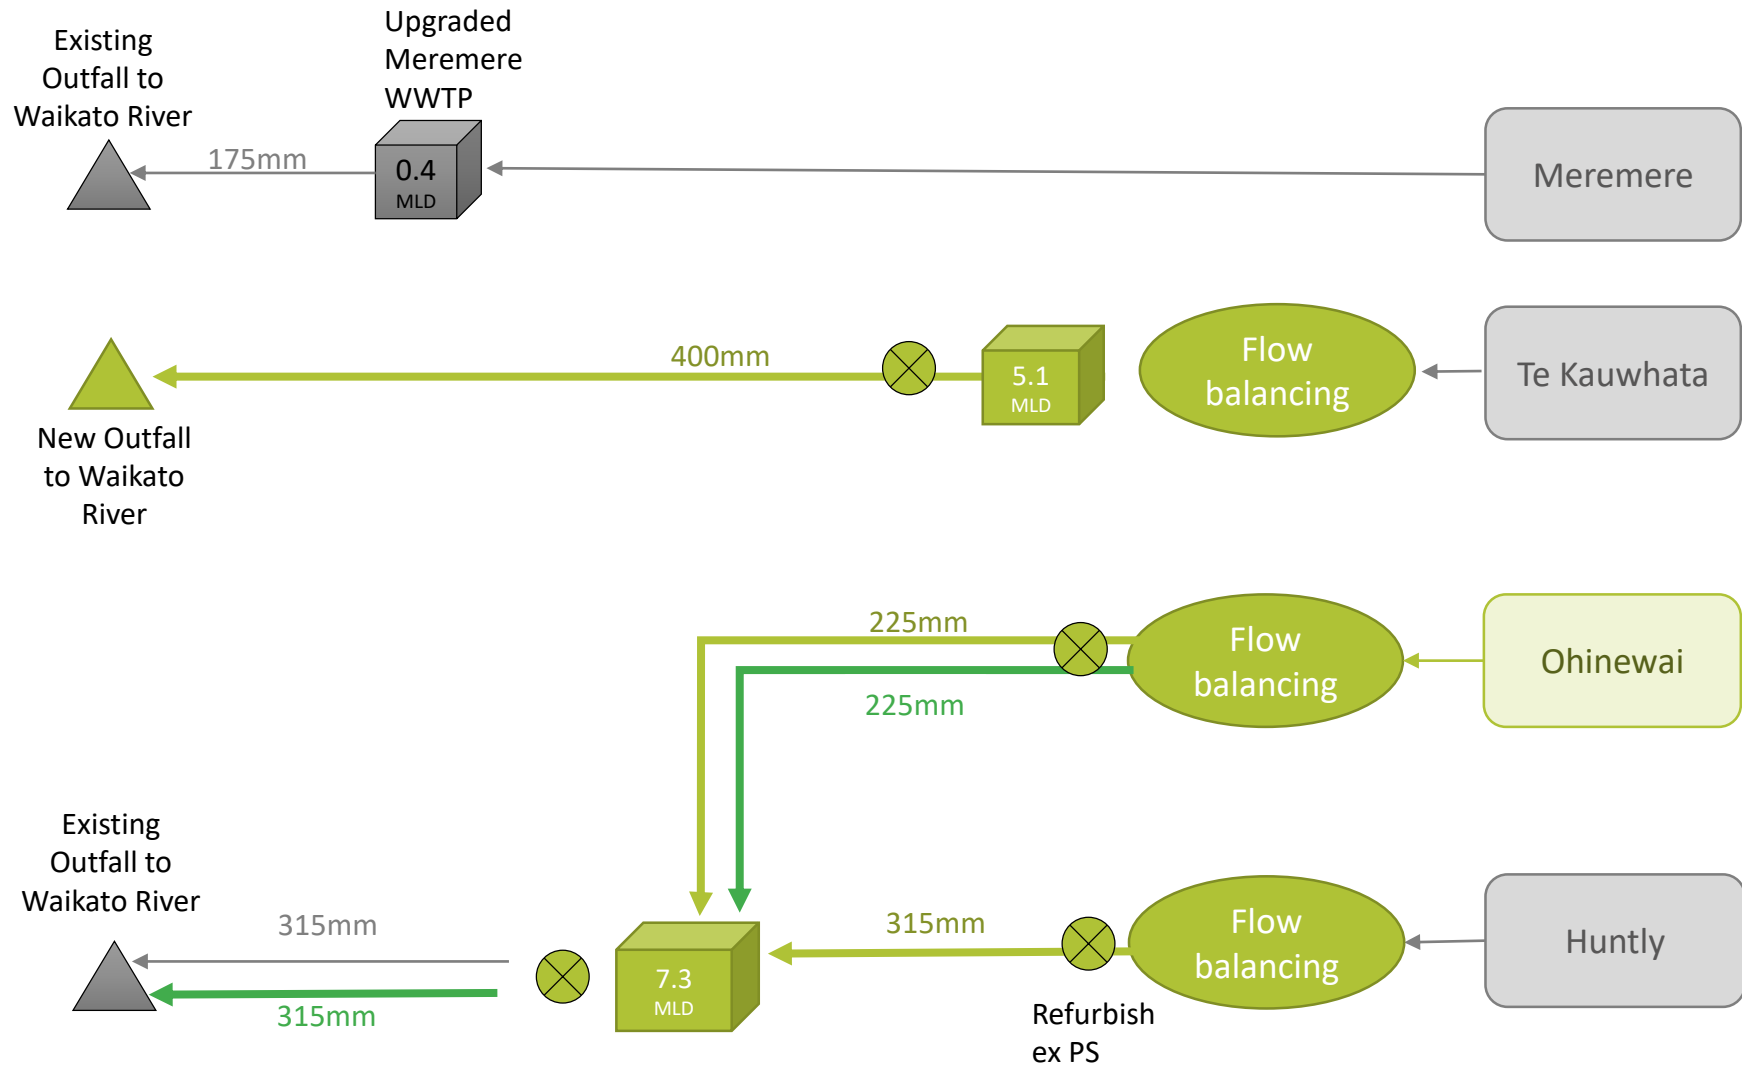 Existing
Outfall to
Waikato River
Upgraded
Meremere
WWTP
175mm
0.4
MLD
Meremere
New Outfall
to Waikato
River
400mm
5.1
MLD
Flow
balancing
Te Kauwhata
225mm
225mm
Flow
balancing
Ohinewai
Existing
Outfall to
Waikato River
315mm
315mm
7.3
MLD
315mm
Refurbish
ex PS
Flow
balancing
Huntly